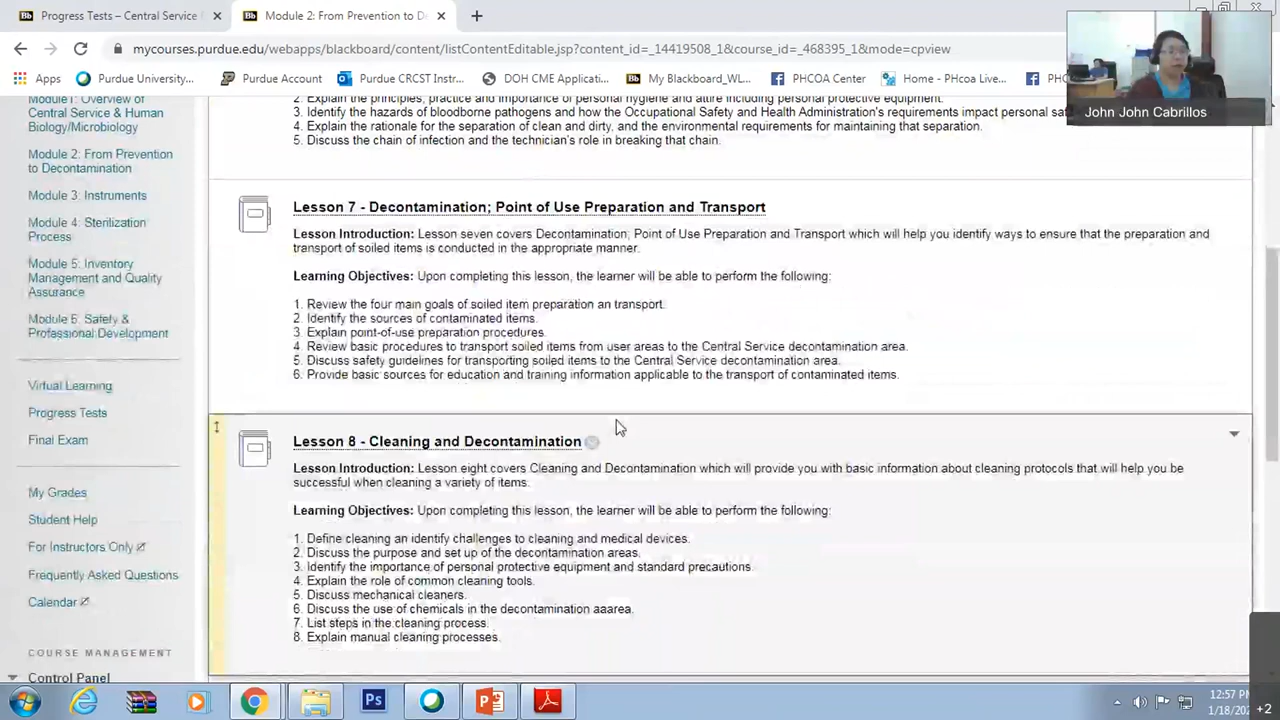 Progress Tests – Central Service
Module 2: From Prevention to De
mycourses.purdue.edu/webapps/blackboard/content/listContentEditable.jsp?content_id=_14419508_1&course_id=_468395_1&mode=cpview
Apps
Purdue University...
Purdue Account
Purdue CRCST Instr...
DOH CME Applicati...
My Blackboard_WL...
PHCOA Center
Home - PHcoa Live...
PH
John John Cabrillos
Module1: Overview of
Central Service & Human
Biology/Microbiology
Module 2: From Prevention
to Decontamination
Module 3: Instruments
Module 4: Sterilization
Process
Module 5: Inventory
Management and Quality
Assurance
Module 6: Safety &
Professional Development
Virtual Learning
Progress Tests
Final Exam
My Grades
Student Help
For Instructors Only
Frequently Asked Questions
Calendar
COURSE MANAGEMENT
Control Panel
2. Explain the principles, practice and importance of personal hygiene and attire including personal protective equipment.
3. Identify the hazards of bloodborne pathogens and how the Occupational Safety and Health Administration's requirements impact personal
4. Explain the rationale for the separation of clean and dirty, and the environmental requirements for maintaining that separation.
5. Discuss the chain of infection and the technician's role in breaking that chain.
Lesson 7 - Decontamination; Point of Use Preparation and Transport
Lesson Introduction: Lesson seven covers Decontamination; Point of Use Preparation and Transport which will help you identify ways to ensure that the preparation and
transport of soiled items is conducted in the appropriate manner.
Learning Objectives: Upon completing this lesson, the learner will be able to perform the following:
1. Review the four main goals of soiled item preparation an transport.
2. Identify the sources of contaminated items.
3. Explain point-of-use preparation procedures.
4. Review basic procedures to transport soiled items from user areas to the Central Service decontamination area.
5. Discuss safety guidelines for transporting soiled items to the Central Service decontamination area.
6. Provide basic sources for education and training information applicable to the transport of contaminated items.
Lesson 8 - Cleaning and Decontamination
Lesson Introduction: Lesson eight covers Cleaning and Decontamination which will provide you with basic information about cleaning protocols that will help you be
successful when cleaning a variety of items.
Learning Objectives: Upon completing this lesson, the learner will be able to perform the following:
1. Define cleaning an identify challenges to cleaning and medical devices.
2. Discuss the purpose and set up of the decontamination areas.
3. Identify the importance of personal protective equipment and standard precautions.
4. Explain the role of common cleaning tools.
5. Discuss mechanical cleaners.
6. Discuss the use of chemicals in the decontamination aaarea.
7. List steps in the cleaning process.
8. Explain manual cleaning processes.
12:57 PM
1/18/20
+2